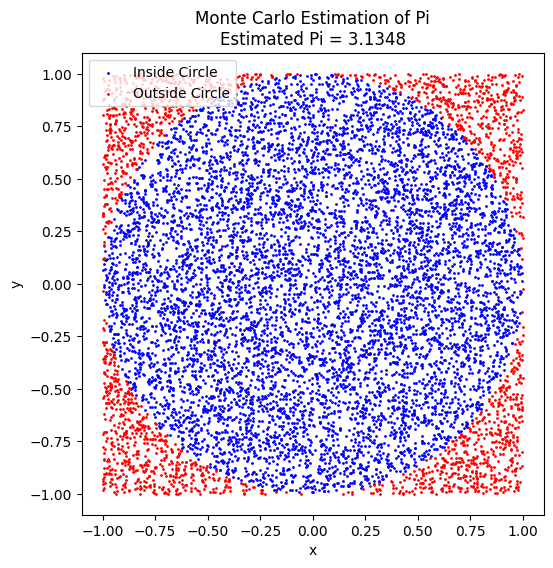 Monte Carlo Estimation of Pi
Estimated Pi = 3.1348
Inside Circle
Outside Circle
1.00
0.75
0.50
0.25
0.00
−0.25
−0.50
−0.75
−1.00
y
−1.00 −0.75 −0.50 −0.25 0.00 0.25 0.50 0.75 1.00
x